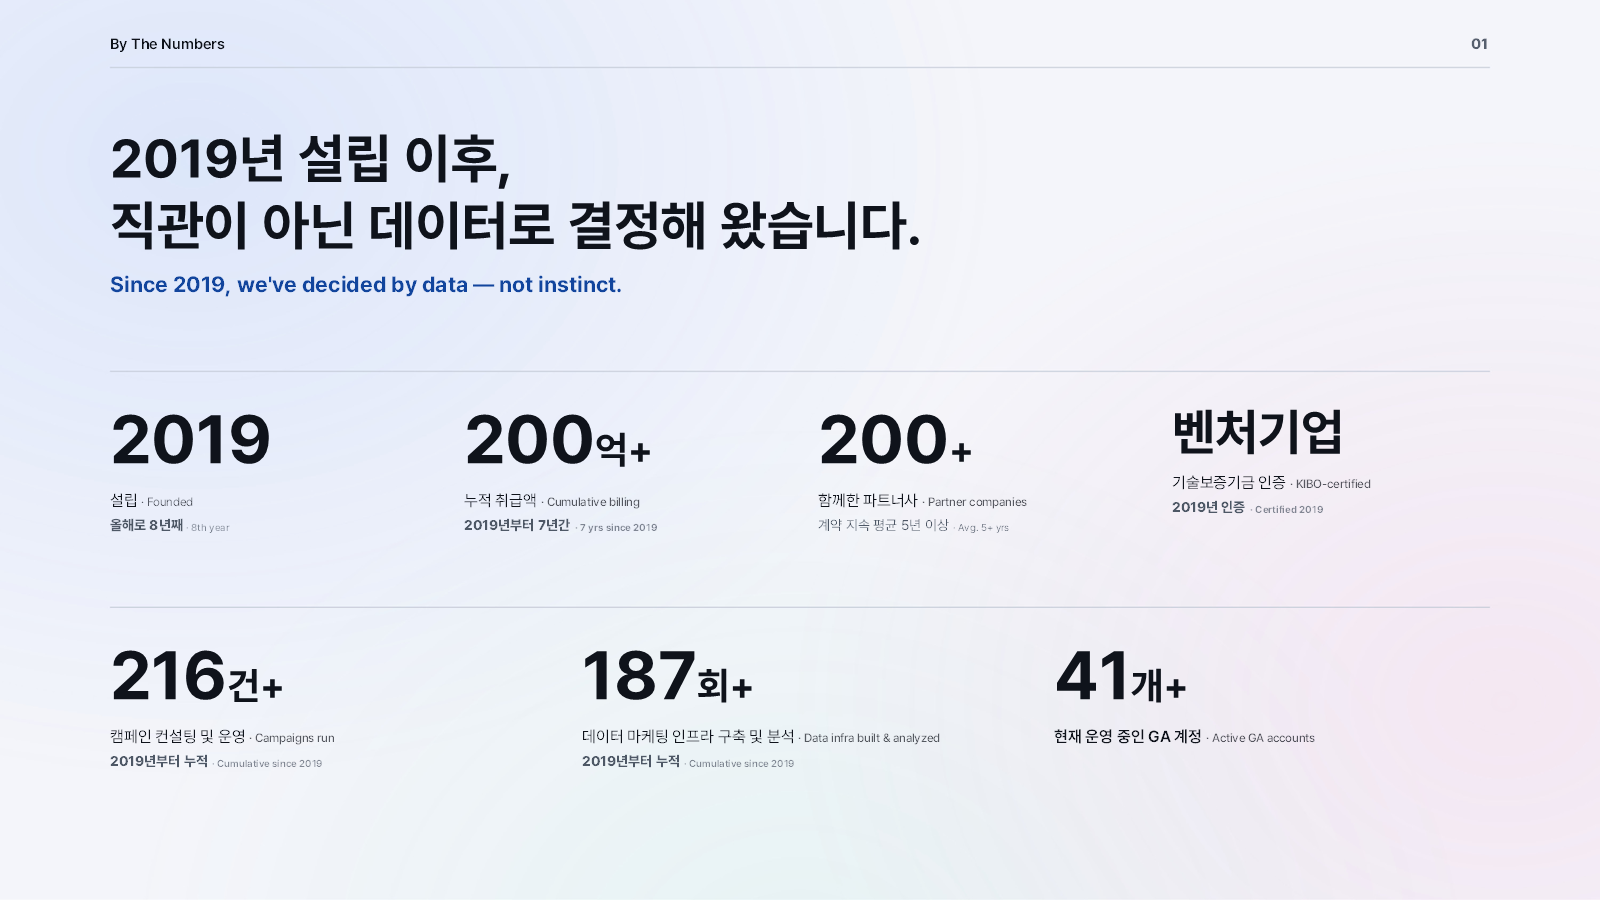 By The Numbers
01
2019년 설립 이후,
직관이 아닌 데이터로 결정해 왔습니다.
Since 2019, we've decided by data — not instinct.
2019
설립 · Founded
올해로 8년째 · 8th year
200억+
누적 취급액 · Cumulative billing
2019년부터 7년간 · 7 yrs since 2019
200+
함께한 파트너사 · Partner companies
계약 지속 평균 5년 이상 · Avg. 5+ yrs
벤처기업
기술보증기금 인증 · KIBO-certified
2019년 인증 · Certified 2019
216건+
캠페인 컨설팅 및 운영 · Campaigns run
2019년부터 누적 · Cumulative since 2019
187회+
데이터 마케팅 인프라 구축 및 분석 · Data infra built & analyzed
2019년부터 누적 · Cumulative since 2019
41개+
현재 운영 중인 GA 계정 · Active GA accounts